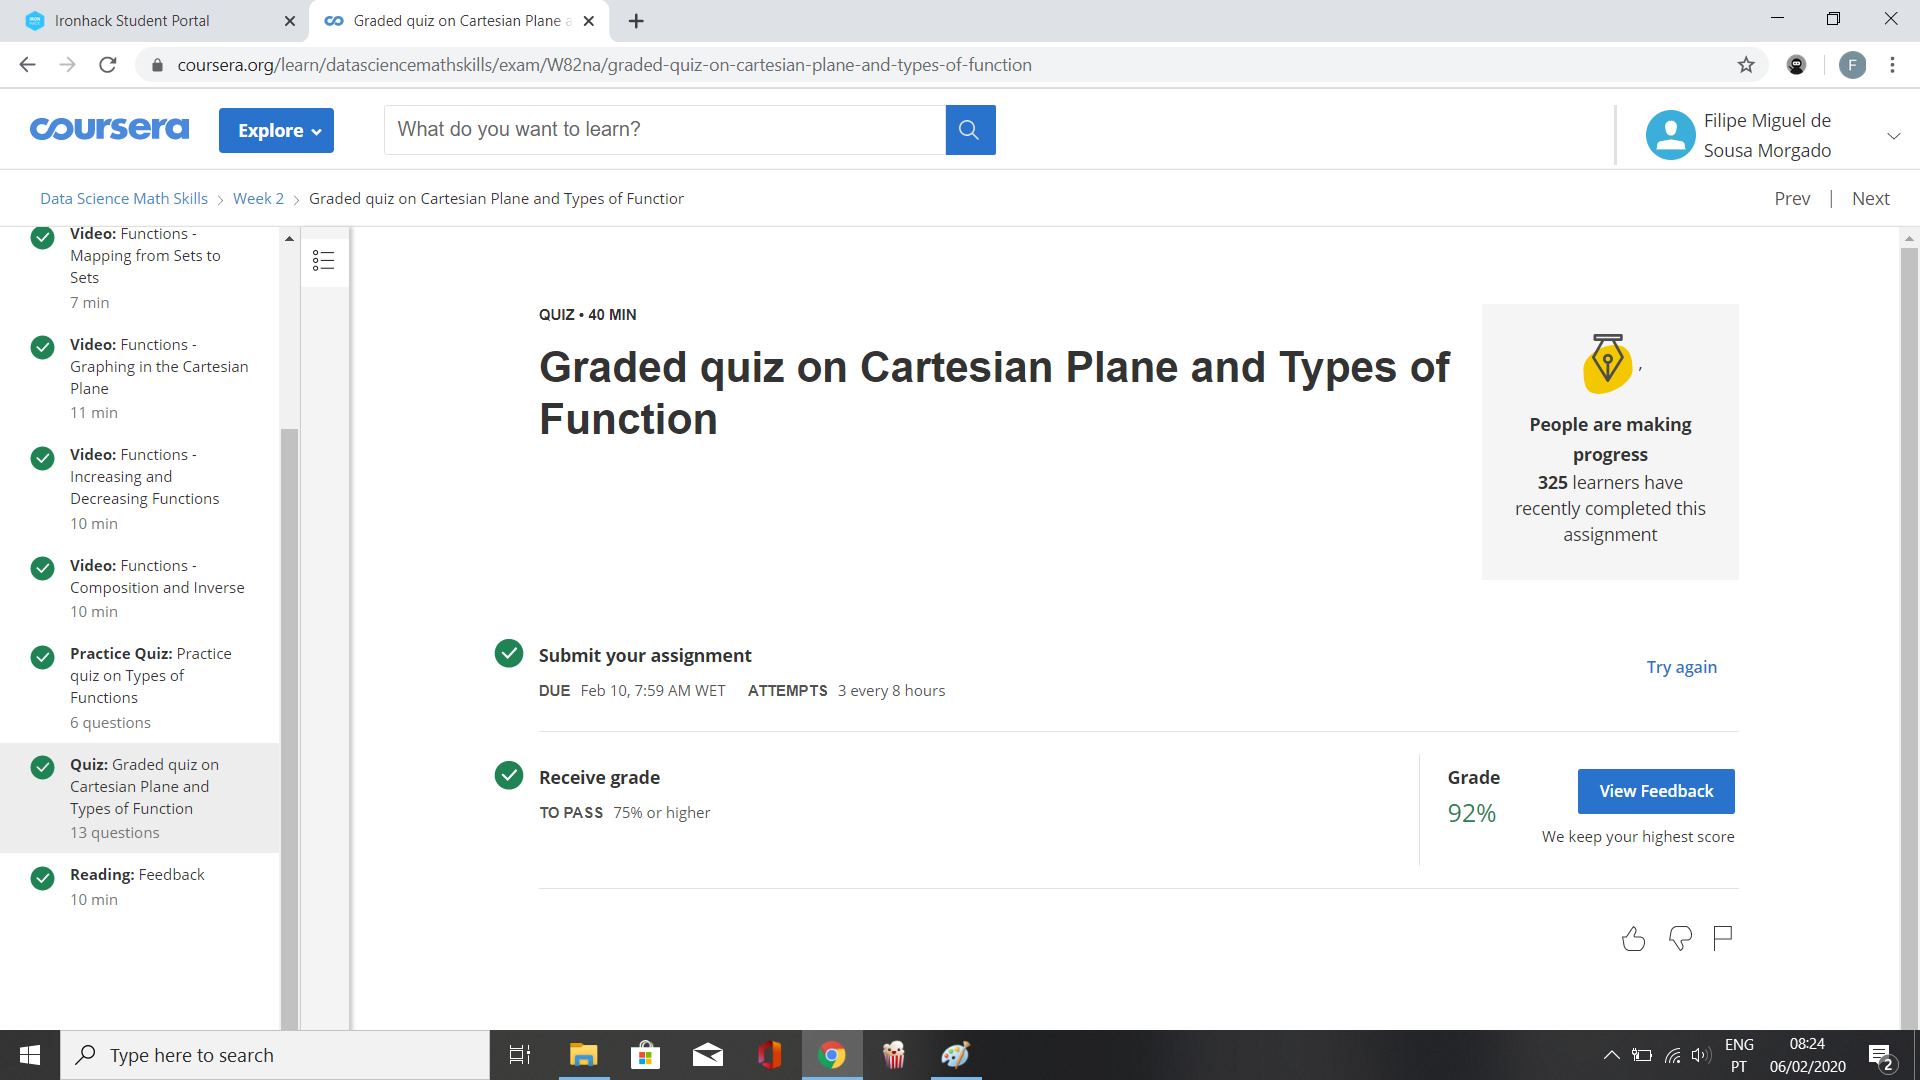 Ironhack Student Portal
Graded quiz on Cartesian Plane a
coursera.org/learn/datasciencemathskills/exam/W82na/graded-quiz-on-cartesian-plane-and-types-of-function
F
coursera
Explore
What do you want to learn?
Filipe Miguel de
Sousa Morgado
Data Science Math Skills > Week 2 > Graded quiz on Cartesian Plane and Types of Functior
Prev | Next
Video: Functions -
Mapping from Sets to
Sets
7 min
Video: Functions -
Graphing in the Cartesian
Plane
11 min
Video: Functions -
Increasing and
Decreasing Functions
10 min
Video: Functions -
Composition and Inverse
10 min
Practice Quiz: Practice
quiz on Types of
Functions
6 questions
Quiz: Graded quiz on
Cartesian Plane and
Types of Function
13 questions
Reading: Feedback
10 min
QUIZ • 40 MIN
Graded quiz on Cartesian Plane and Types of
Function
People are making
progress
325 learners have
recently completed this
assignment
Submit your assignment
DUE Feb 10, 7:59 AM WET ATTEMPTS 3 every 8 hours
Try again
Receive grade
TO PASS 75% or higher
Grade
92%
View Feedback
We keep your highest score
Type here to search
ENG
PT
08:24
06/02/2020
2